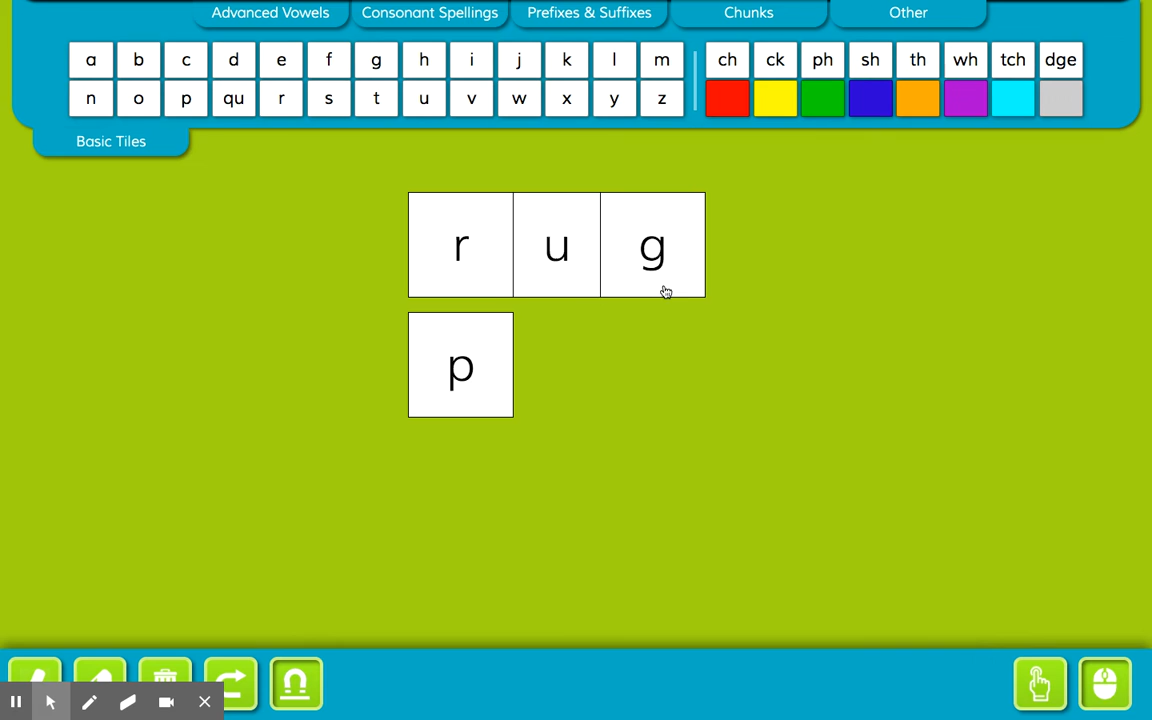 Advanced Vowels Consonant Spellings Prefixes & Suffixes Chunks Other
a b c d e f g h i j k l m ch ck ph sh th wh tch dge
n o p qu r s t u v w x y z
Basic Tiles
r u g
p